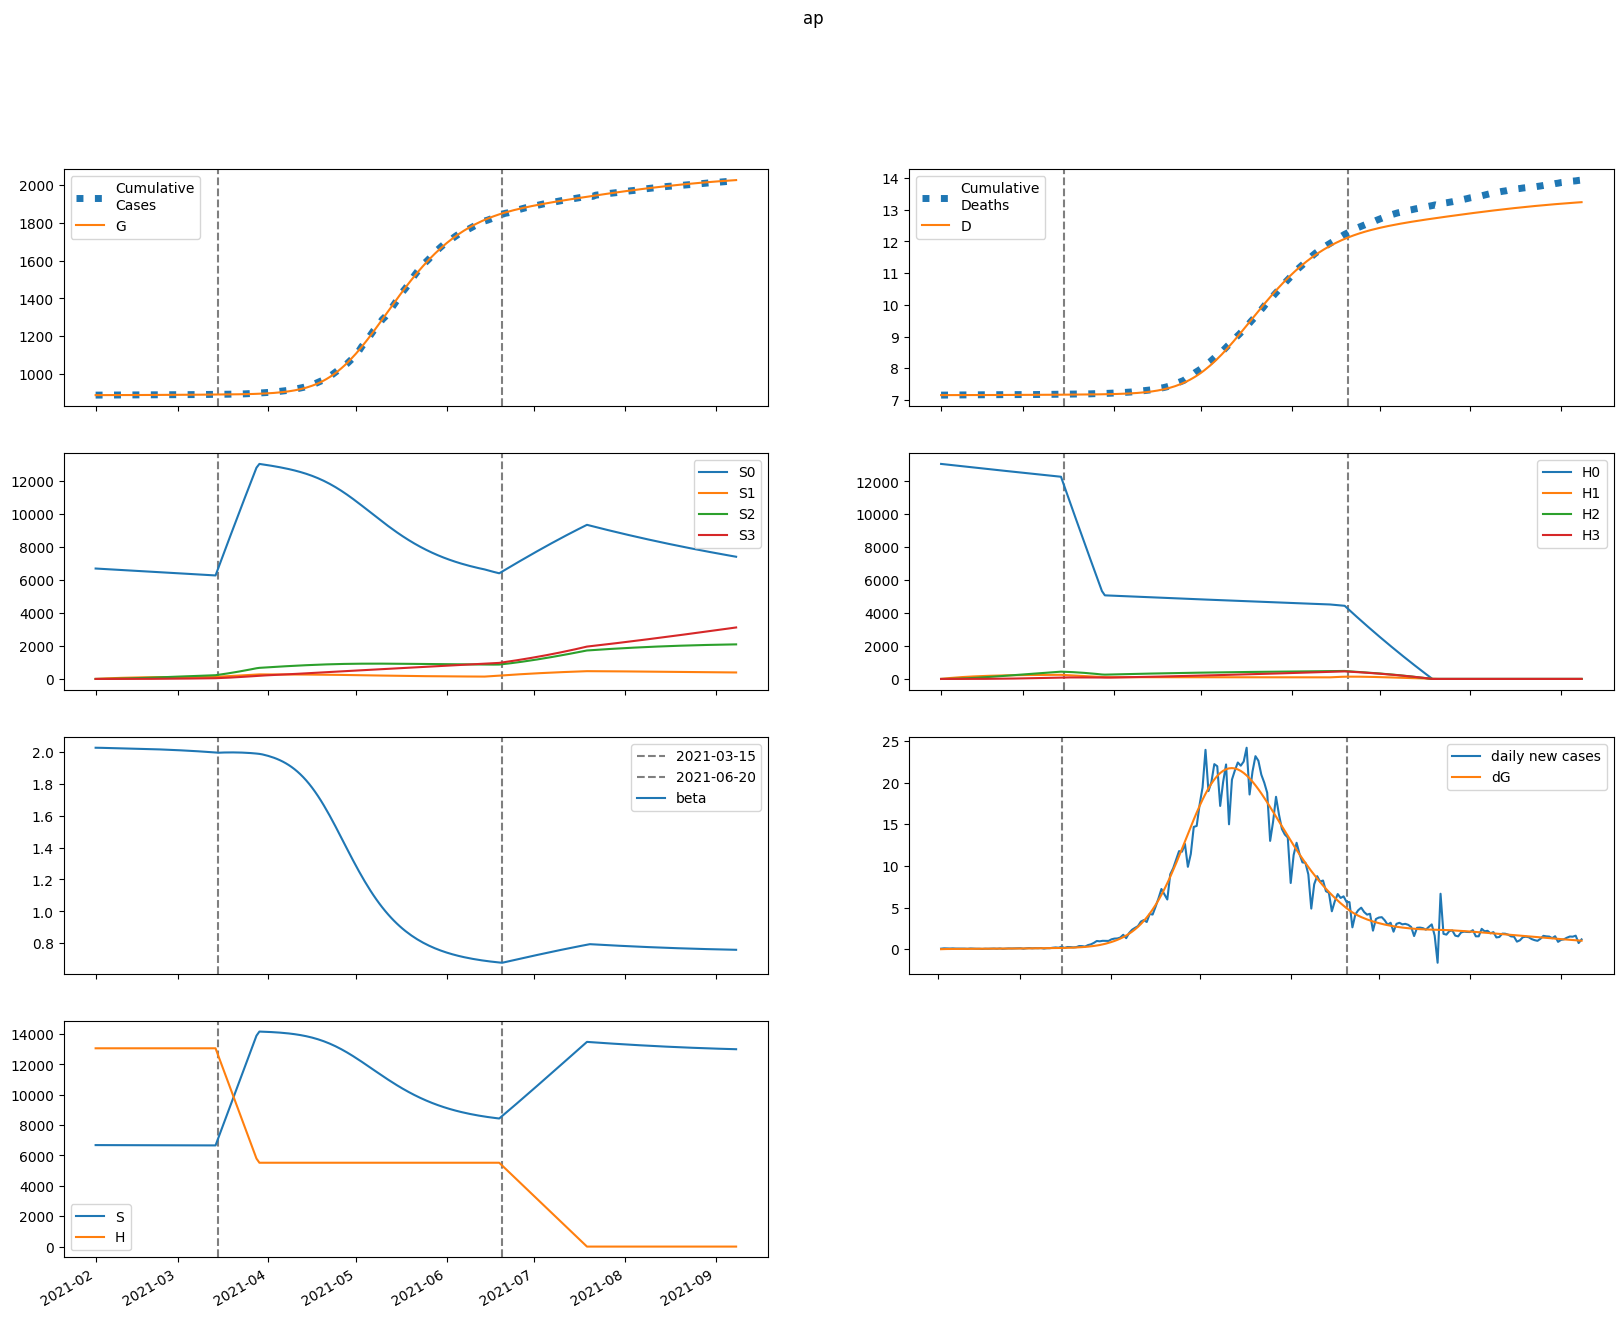 ap
Cumulative
Cases
G
2000
1800
1600
1400
1200
1000
Cumulative
Deaths
D
14
13
12
11
10
9
8
7
S0
S1
S2
S3
12000
10000
8000
6000
4000
2000
0
H0
H1
H2
H3
12000
10000
8000
6000
4000
2000
0
2021-03-15
2021-06-20
beta
2.0
1.8
1.6
1.4
1.2
1.0
0.8
daily new cases
dG
25
20
15
10
5
0
14000
12000
10000
8000
6000
4000
2000
0
S
H
2021-02
2021-03
2021-04
2021-05
2021-06
2021-07
2021-08
2021-09